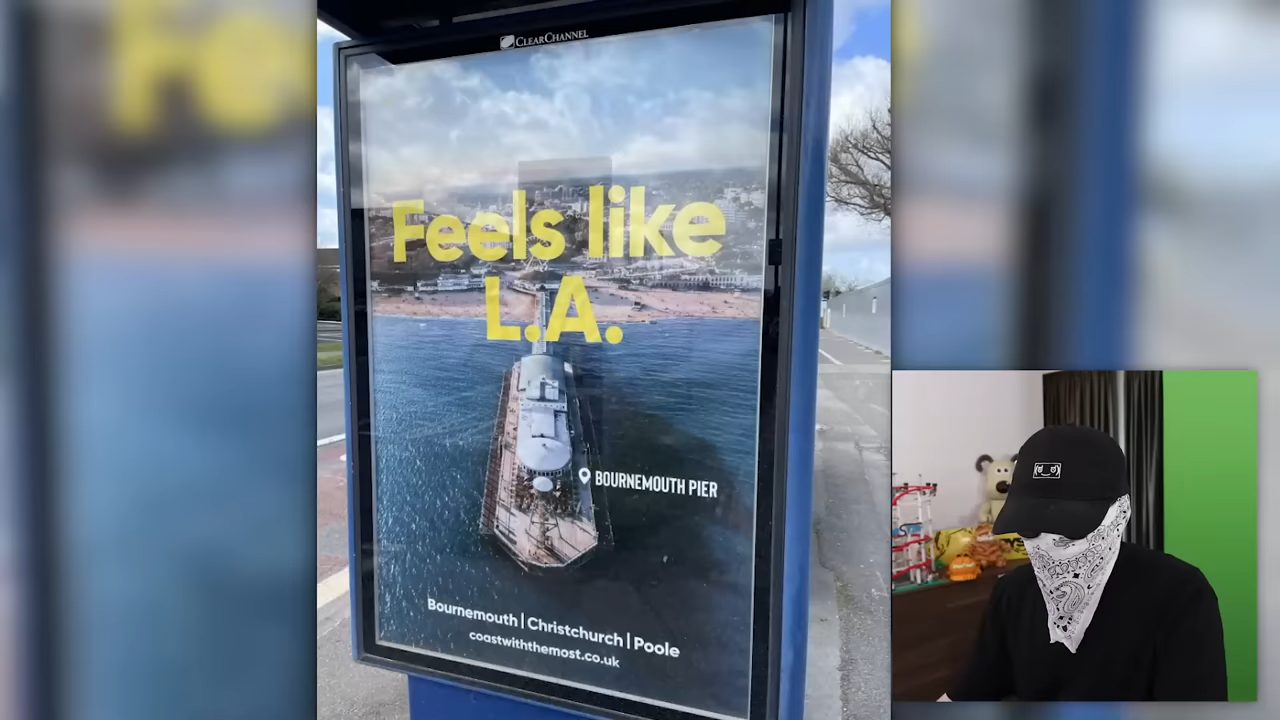 CLEARCHANNEL
Feels like
L.A.
BOURNEMOUTH PIER
Bournemouth | Christchurch | Poole
coastwiththemost.co.uk